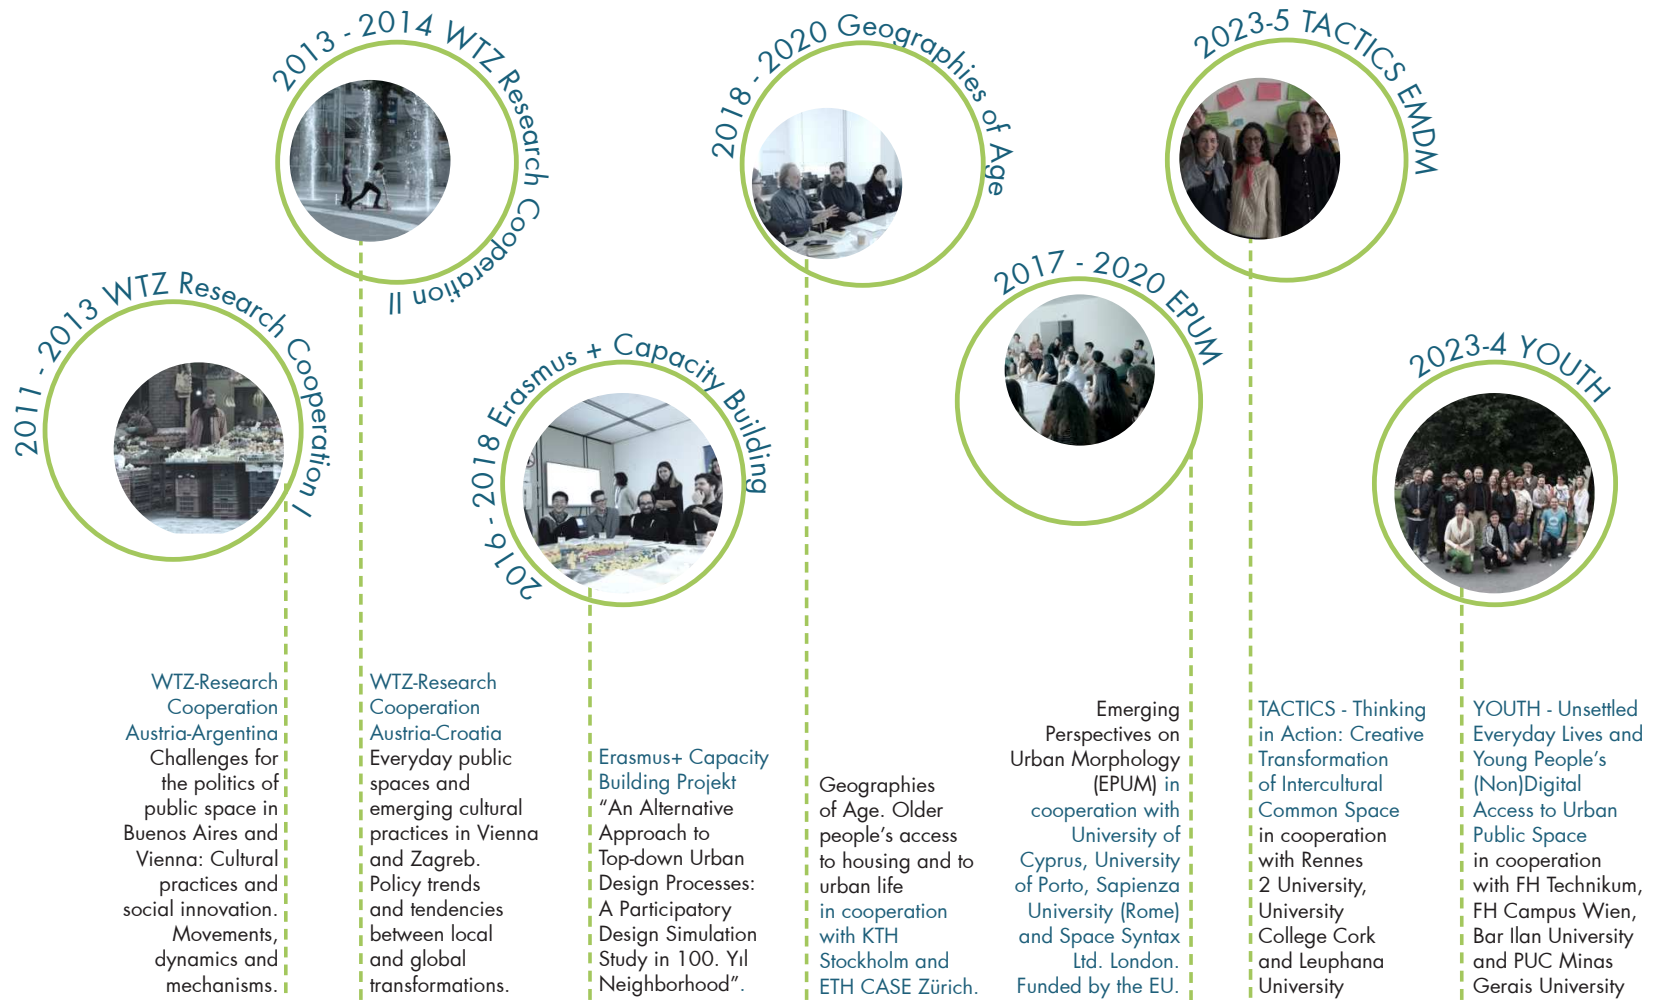 2011 - 2013 WTZ Research Cooperation I
2013 - 2014 WTZ Research Cooperation II
2016 - 2018 Erasmus + Capacity Building
2018 - 2020 Geographies of Age
2017 - 2020 EPUM
2023-5 TACTICS EMDM
2023-4 YOUTH
WTZ-Research
Cooperation
Austria-Argentina
Challenges for
the politics of
public space in
Buenos Aires and
Vienna: Cultural
practices and
social innovation.
Movements,
dynamics and
mechanisms.
WTZ-Research
Cooperation
Austria-Croatia
Everyday public
spaces and
emerging cultural
practices in Vienna
and Zagreb.
Policy trends
and tendencies
between local
and global
transformations.
Erasmus+ Capacity
Building Projekt
“An Alternative
Approach to
Top-down Urban
Design Processes:
A Participatory
Design Simulation
Study in 100. Yıl
Neighborhood”.
Geographies
of Age. Older
people’s access
to housing and to
urban life
in cooperation
with KTH
Stockholm and
ETH CASE Zürich.
Emerging
Perspectives on
Urban Morphology
(EPUM) in
cooperation with
University of
Cyprus, University
of Porto, Sapienza
University (Rome)
and Space Syntax
Ltd. London.
Funded by the EU.
TACTICS - Thinking
in Action: Creative
Transformation
of Intercultural
Common Space
in cooperation
with Rennes
2 University,
University
College Cork
and Leuphana
University
YOUTH - Unsettled
Everyday Lives and
Young People’s
(Non)Digital
Access to Urban
Public Space
in cooperation
with FH Technikum,
FH Campus Wien,
Bar Ilan University
and PUC Minas
Gerais University